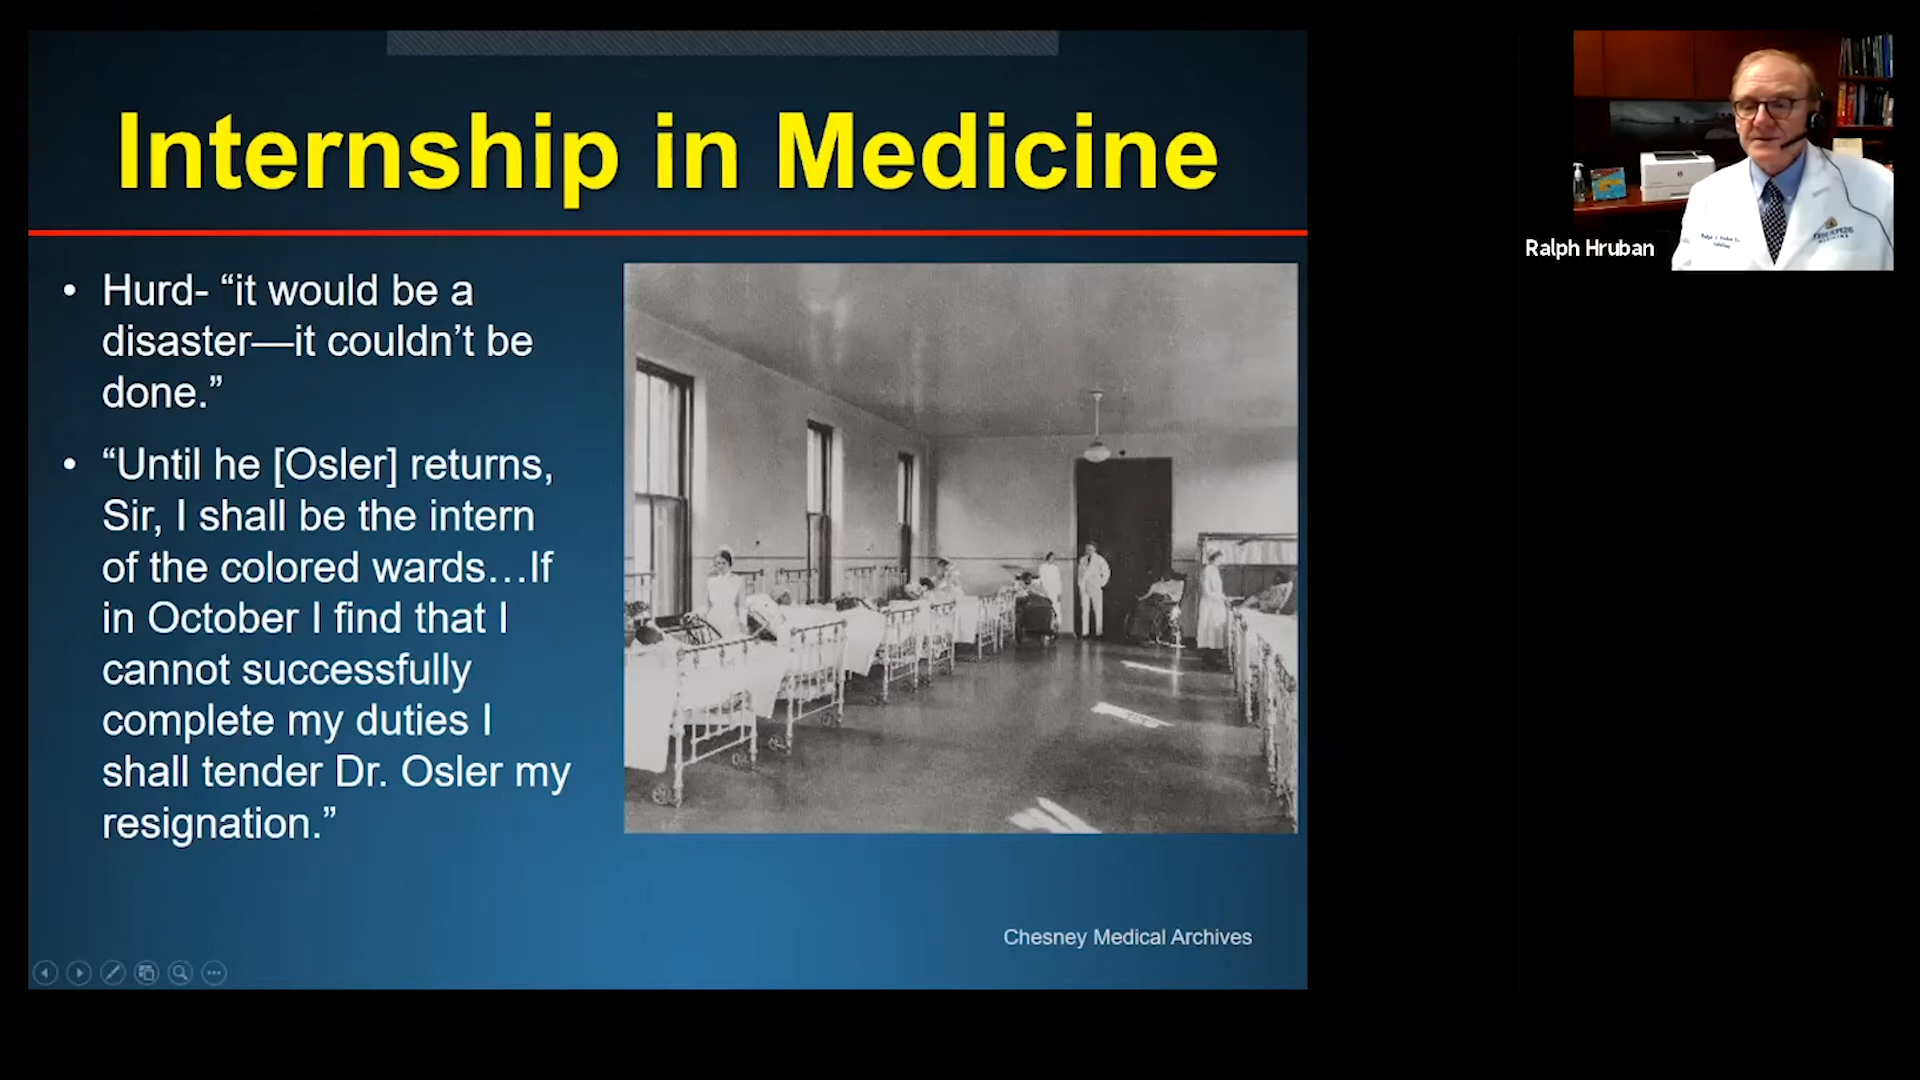 Internship in Medicine
• Hurd- “it would be a
disaster—it couldn’t be
done.”
• “Until he [Osler] returns,
Sir, I shall be the intern
of the colored wards…If
in October I find that I
cannot successfully
complete my duties I
shall tender Dr. Osler my
resignation.”
Chesney Medical Archives
Ralph Hruban